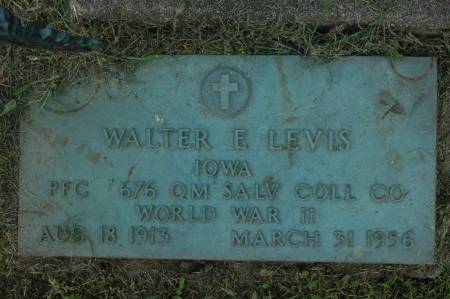 WALTER E LEVIS
IOWA
PFC 676 QM SALV COLL CO
WORLD WAR II
AUG 18 1913 MARCH 31 1956